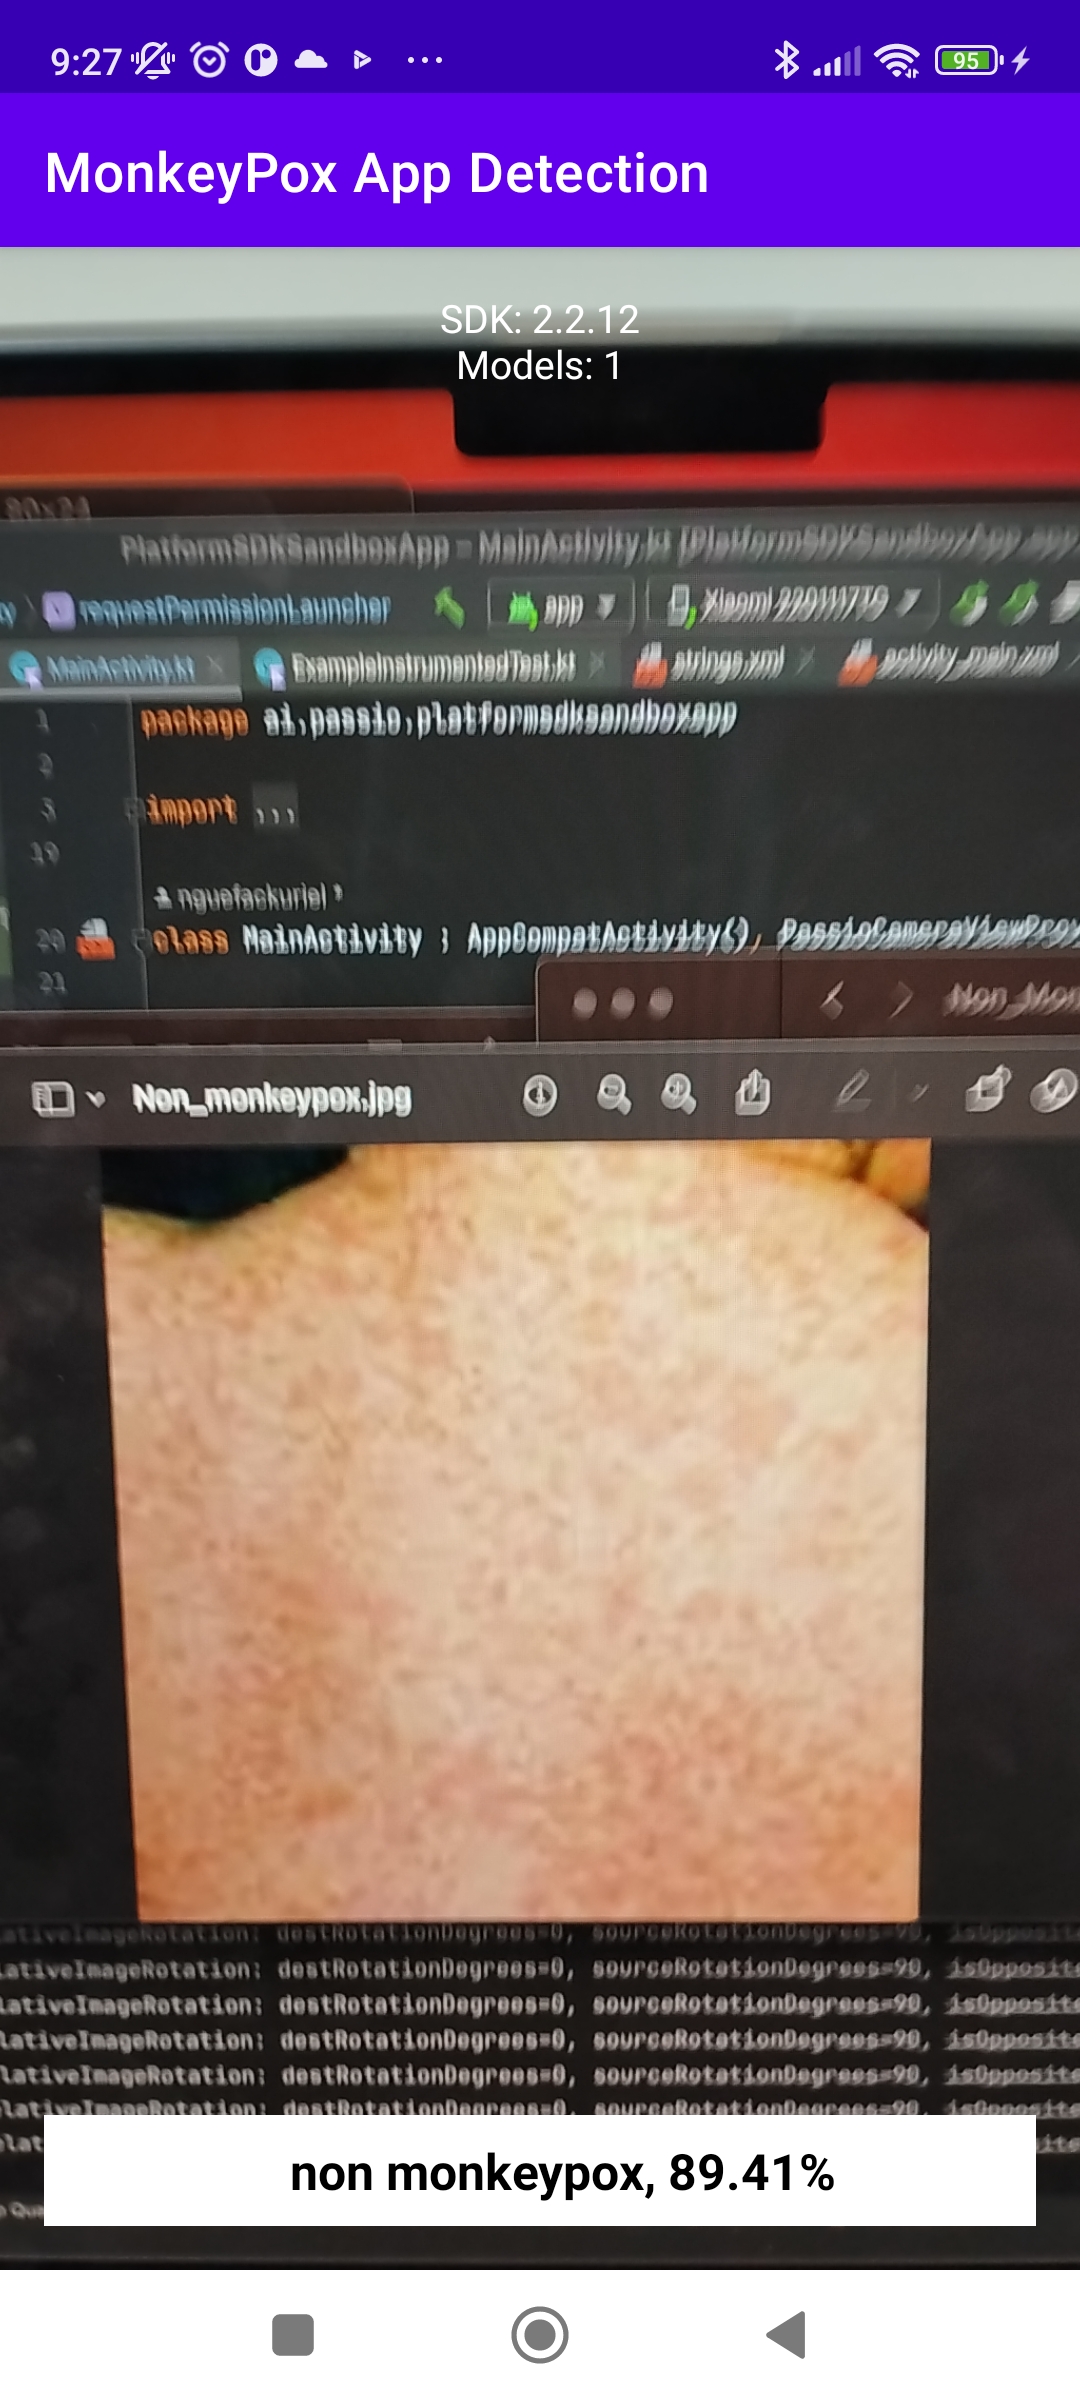 9:27
95
MonkeyPox App Detection
SDK: 2.2.12
Models: 1
80×24
PlatformSDKSandboxApp – MainActivity.kt [PlatformSDKSandboxApp.app
requestPermissionLauncher app Xiaomi 2201117TG
MainActivity.kt ExampleInstrumentedTest.kt strings.xml activity_main.xml
1 package ai.passio.platformsdksandboxapp
2
3 import ...
19
nguefackuriel
20 class MainActivity : AppCompatActivity(), PassioCameraViewProv
21
Non_Mon
Non_monkeypox.jpg
lativeImageRotation: destRotationDegrees=0, sourceRotationDegrees=90, isOpposite
lativeImageRotation: destRotationDegrees=0, sourceRotationDegrees=90, isOpposite
lativeImageRotation: destRotationDegrees=0, sourceRotationDegrees=90, isOpposite
lativeImageRotation: destRotationDegrees=0, sourceRotationDegrees=90, isOpposite
lativeImageRotation: destRotationDegrees=0, sourceRotationDegrees=90, isOpposite
lativeImageRotation: destRotationDegrees=0, sourceRotationDegrees=90, isOpposite
non monkeypox, 89.41%